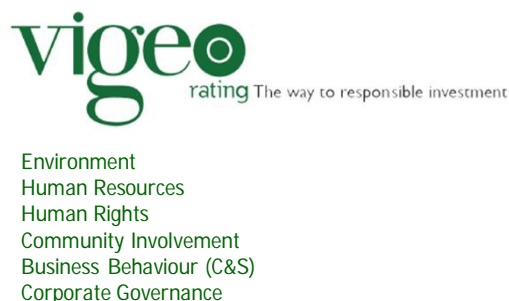 vigeo
rating The way to responsible investment
Environment
Human Resources
Human Rights
Community Involvement
Business Behaviour (C&S)
Corporate Governance